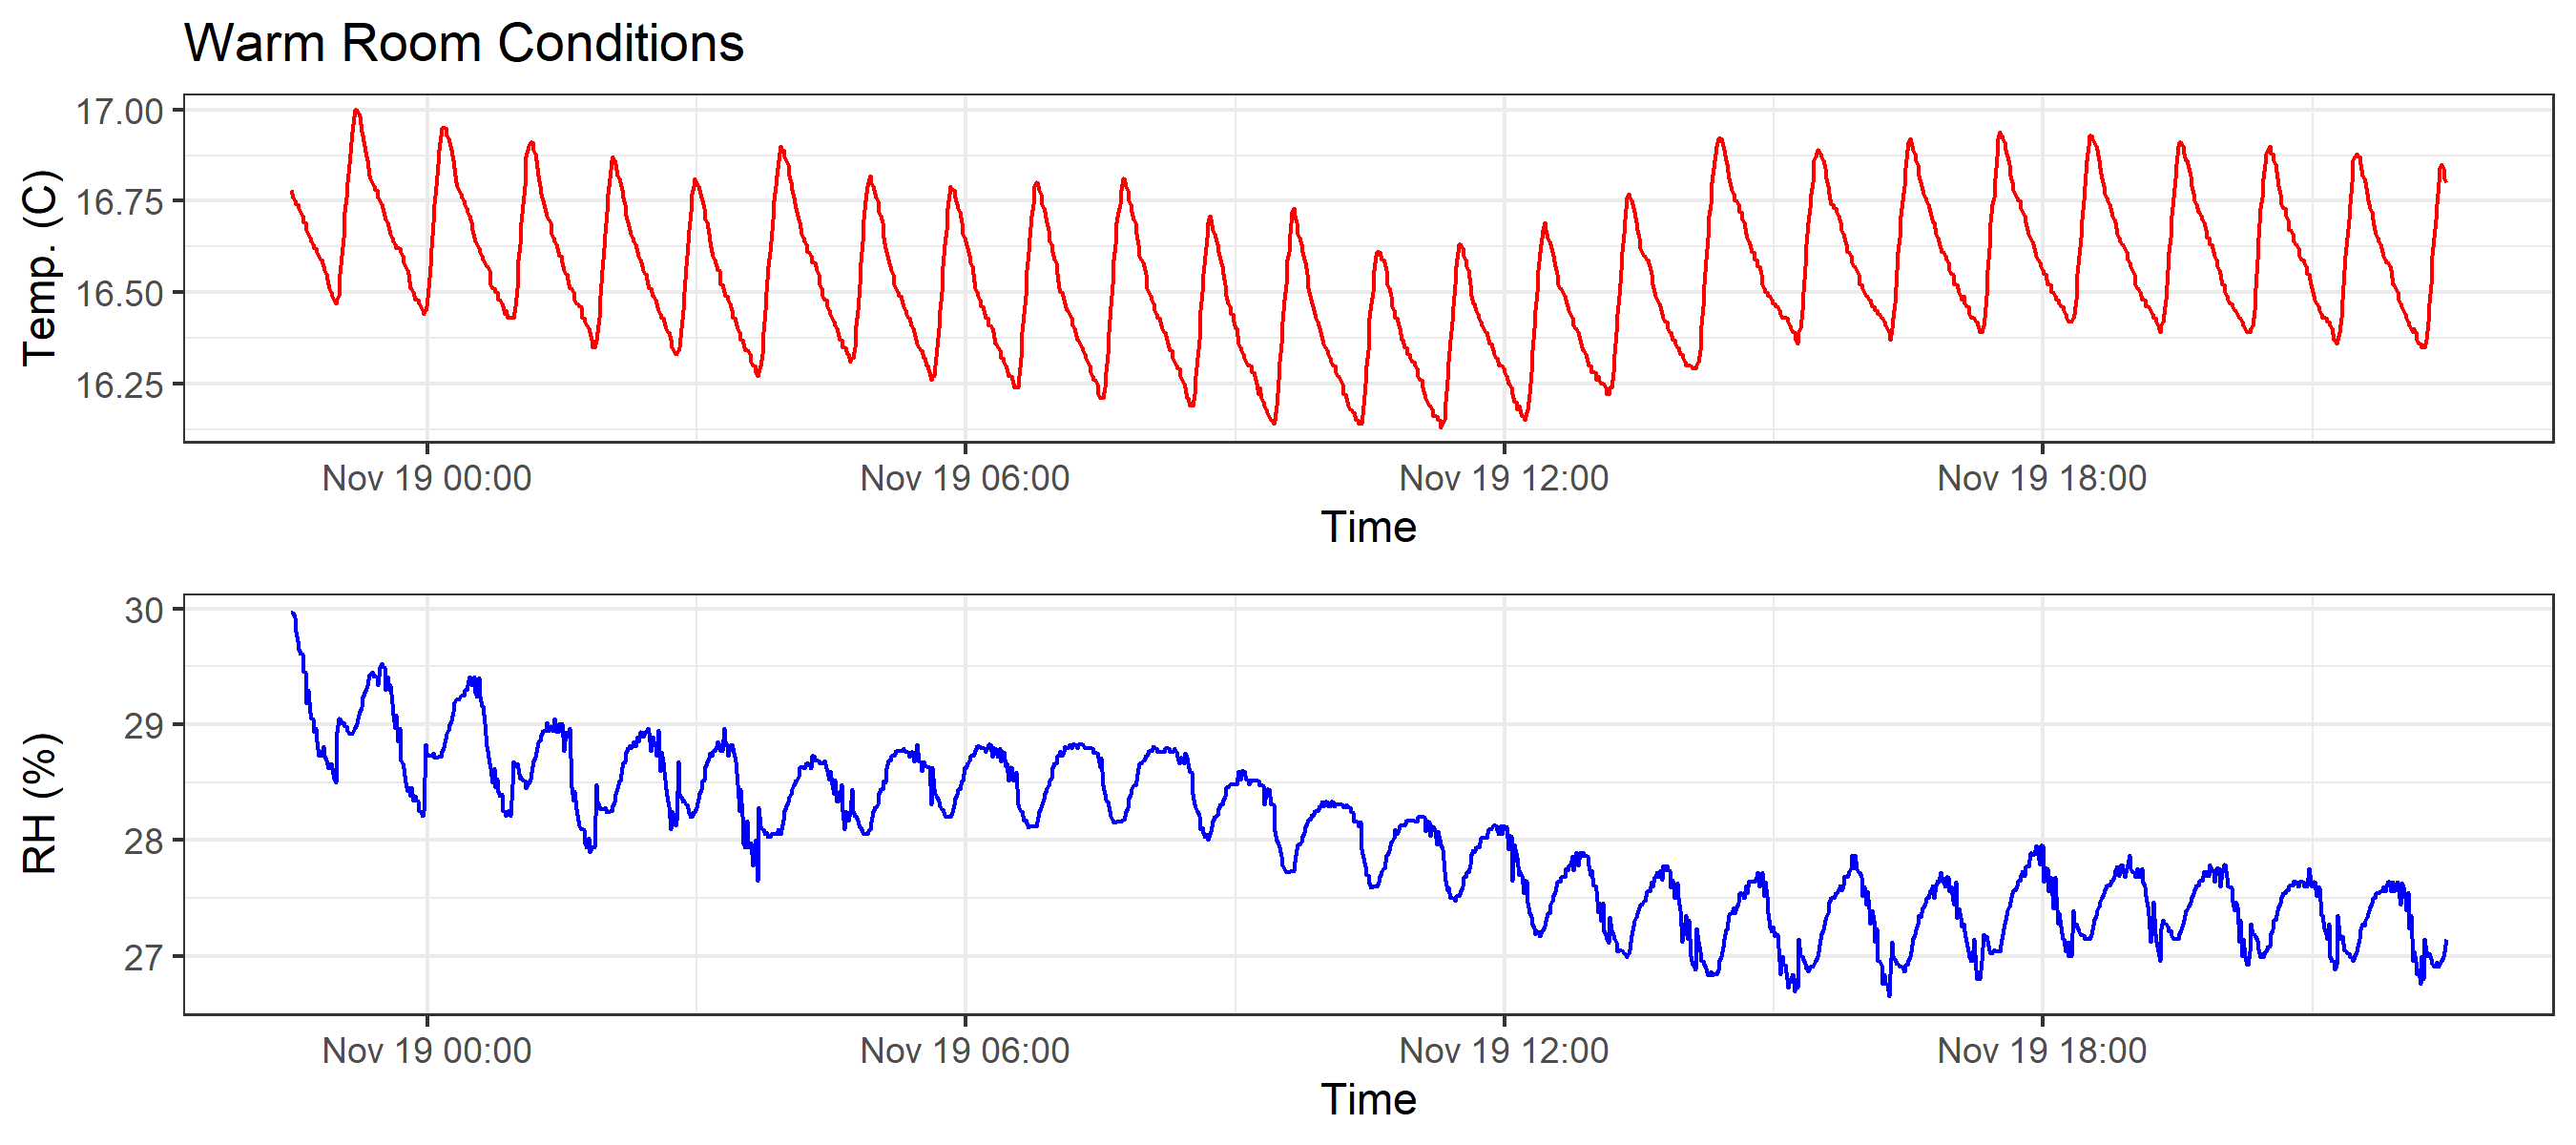 Warm Room Conditions
17.00
16.75
16.50
16.25
Temp. (C)
Nov 19 00:00 Nov 19 06:00 Nov 19 12:00 Nov 19 18:00
Time
30
29
28
27
RH (%)
Nov 19 00:00 Nov 19 06:00 Nov 19 12:00 Nov 19 18:00
Time